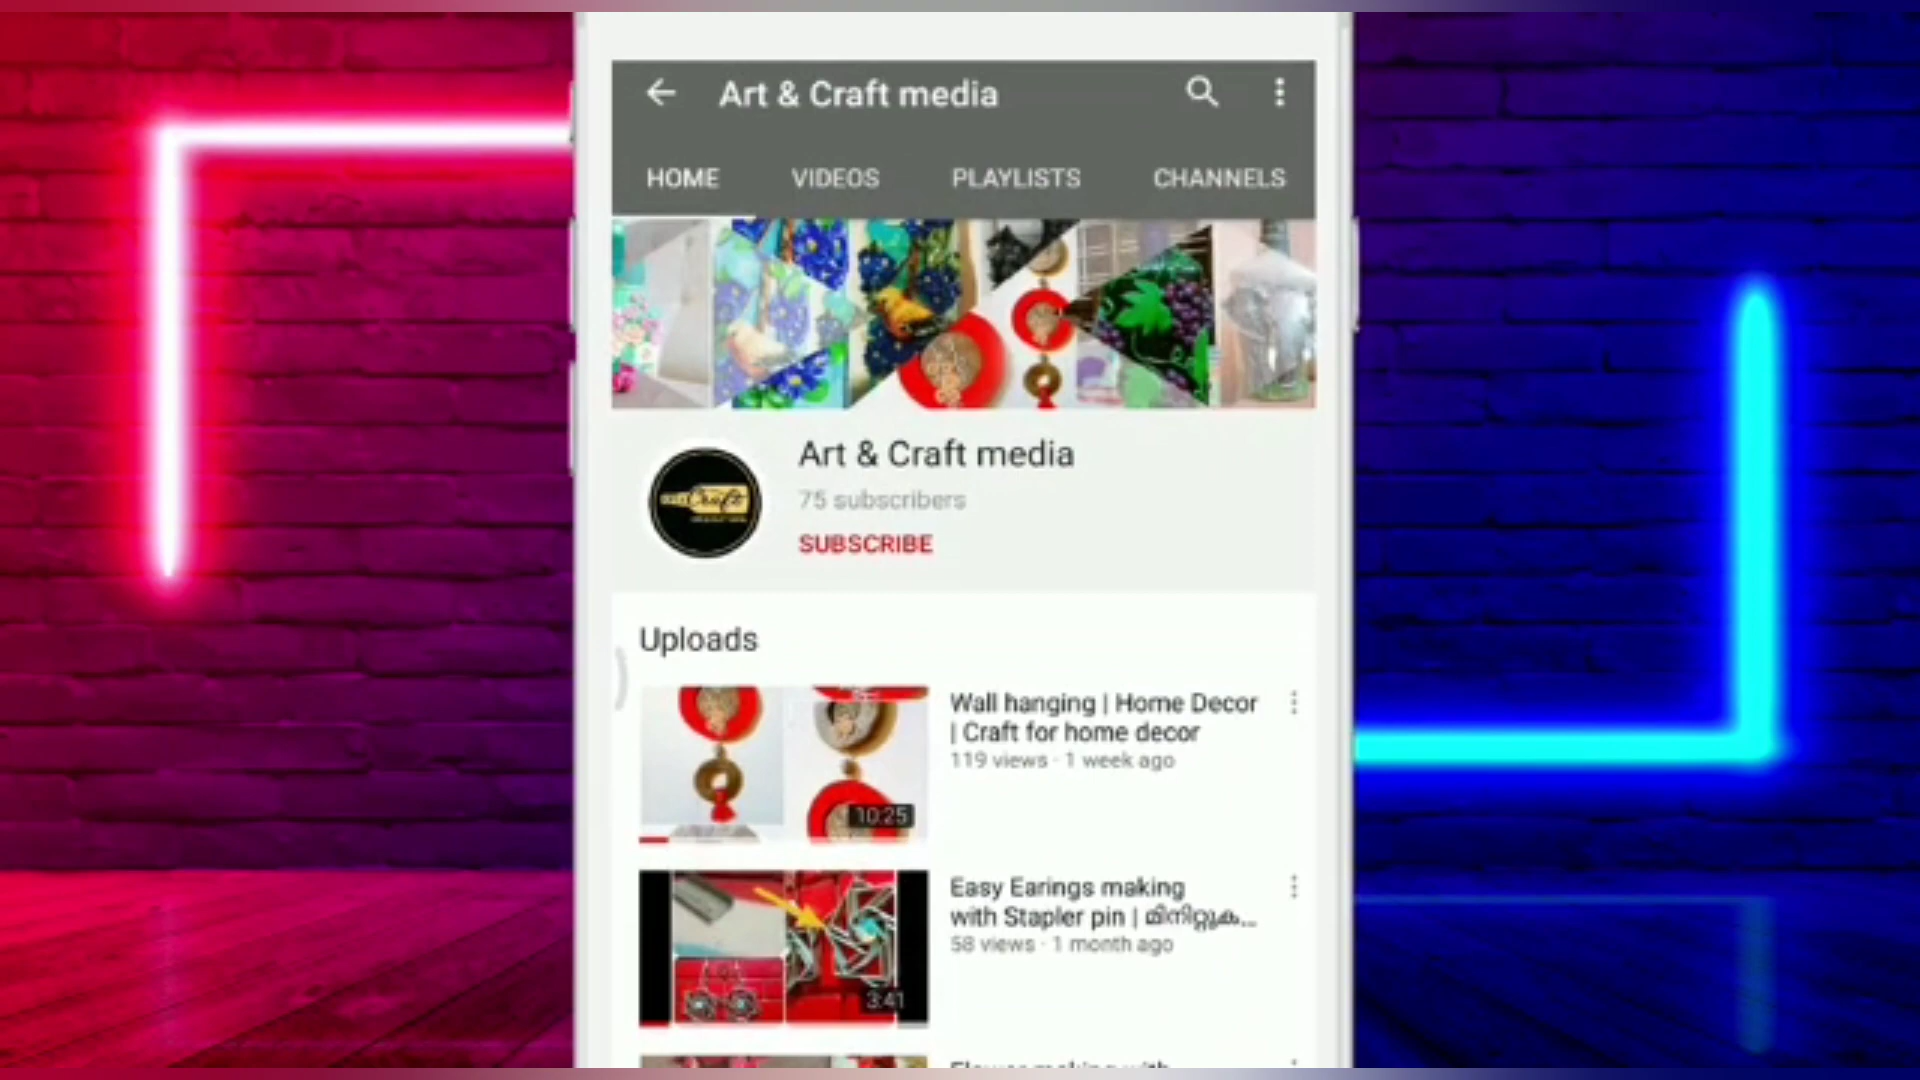 Art & Craft media
HOME VIDEOS PLAYLISTS CHANNELS
Art & Craft media
75 subscribers
SUBSCRIBE
Craft
Uploads
Wall hanging | Home Decor
| Craft for home decor
119 views · 1 week ago
10:25
Easy Earings making
with Stapler pin | മിനിറ്റുക...
58 views · 1 month ago
3:41